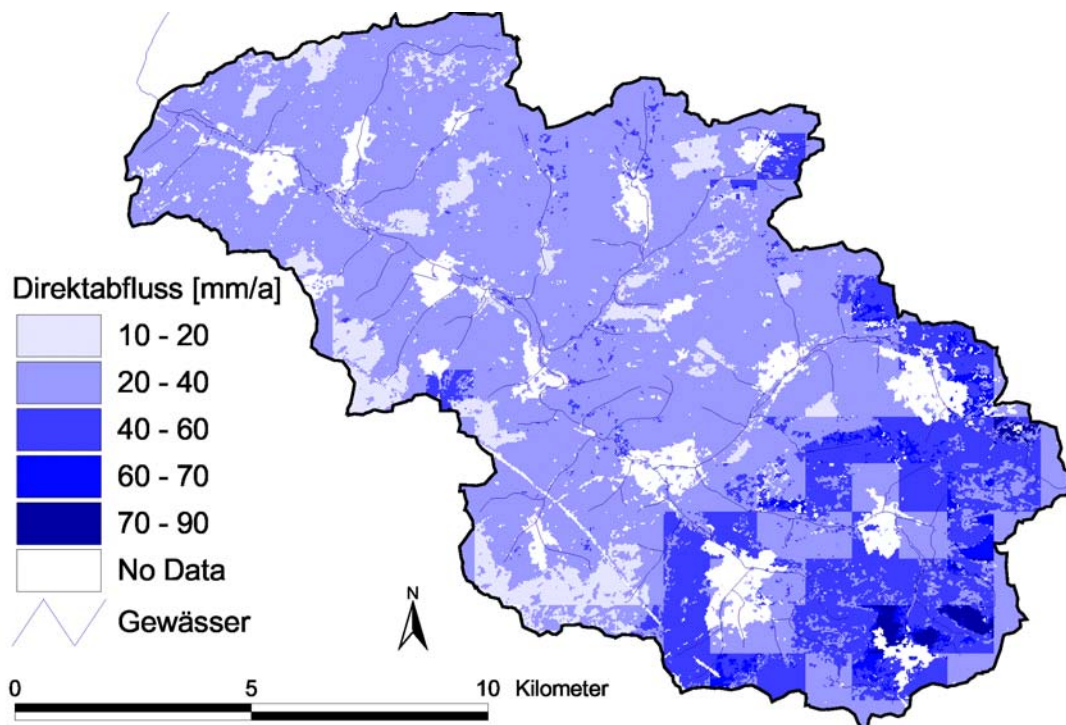 Direktabfluss [mm/a]
10 - 20
20 - 40
40 - 60
60 - 70
70 - 90
No Data
Gewässer
N
0 5 10 Kilometer